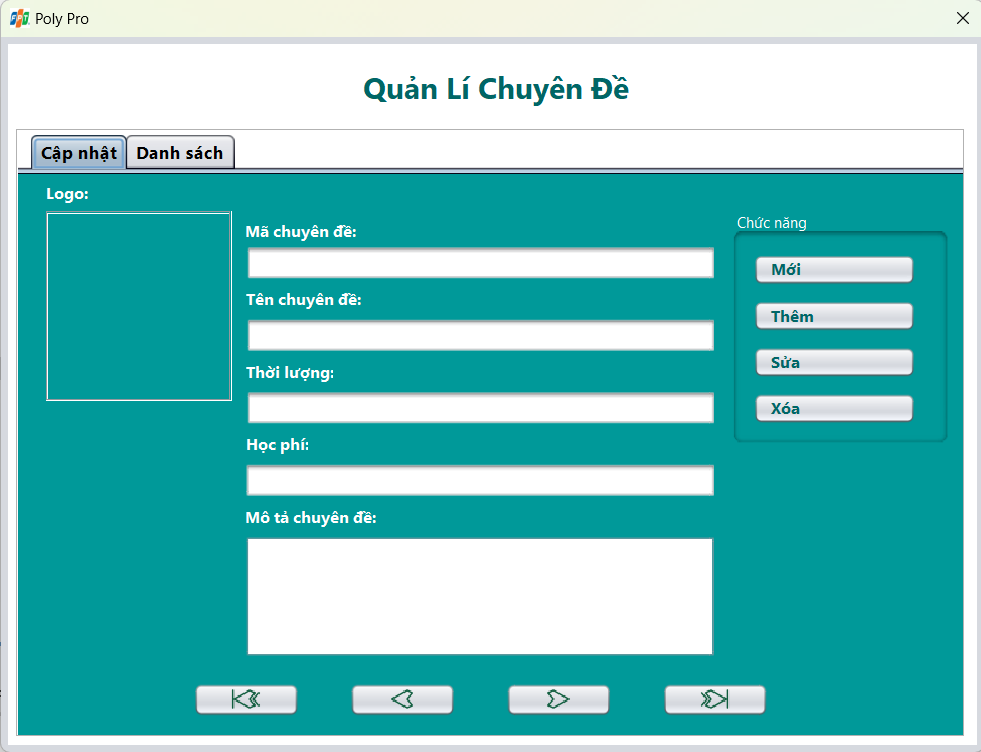 FPT Poly Pro
Quản Lí Chuyên Đề
Cập nhật Danh sách
Logo:
Mã chuyên đề:
Tên chuyên đề:
Thời lượng:
Học phí:
Mô tả chuyên đề:
Chức năng
Mới
Thêm
Sửa
Xóa